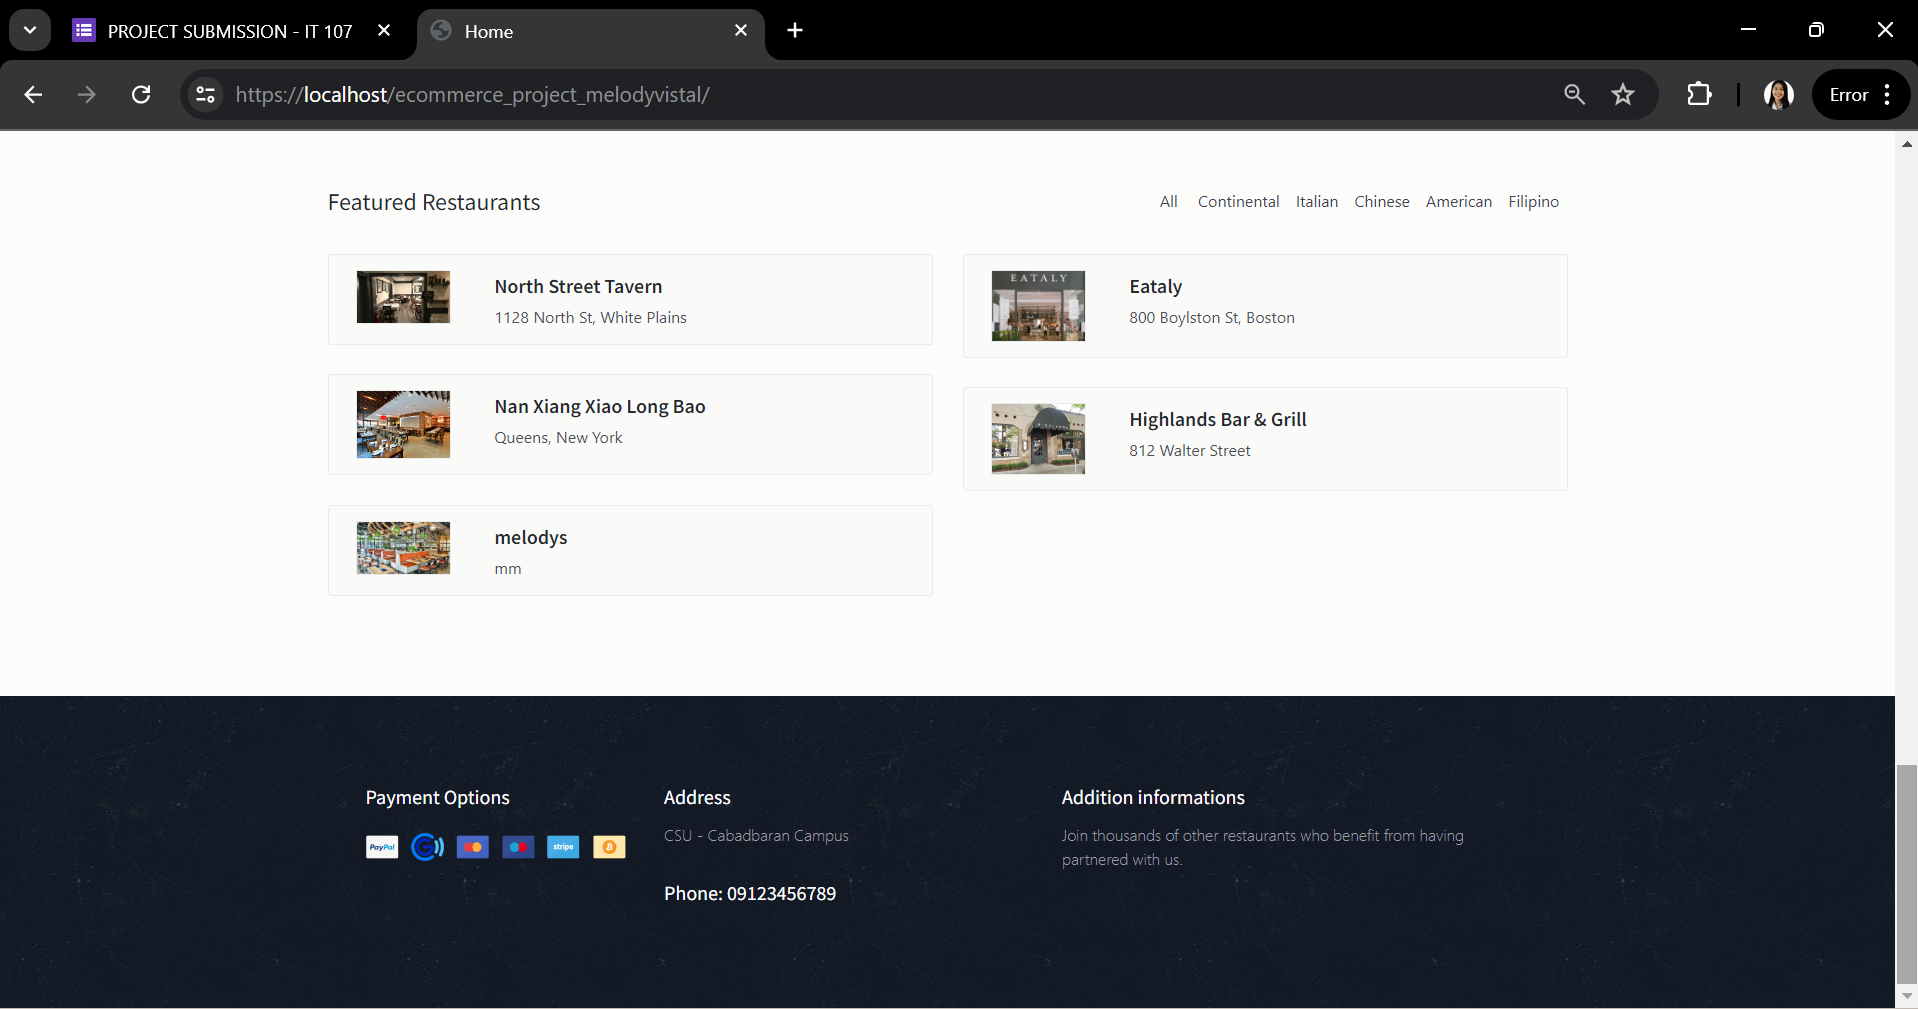 PROJECT SUBMISSION - IT 107
Home
https://localhost/ecommerce_project_melodyvistal/
Error
Featured Restaurants
All Continental Italian Chinese American Filipino
North Street Tavern
1128 North St, White Plains
EATALY
Eataly
800 Boylston St, Boston
Nan Xiang Xiao Long Bao
Queens, New York
Highlands Bar & Grill
812 Walter Street
melodys
mm
Payment Options
PayPal
stripe
Address
CSU - Cabadbaran Campus
Phone: 09123456789
Addition informations
Join thousands of other restaurants who benefit from having
partnered with us.